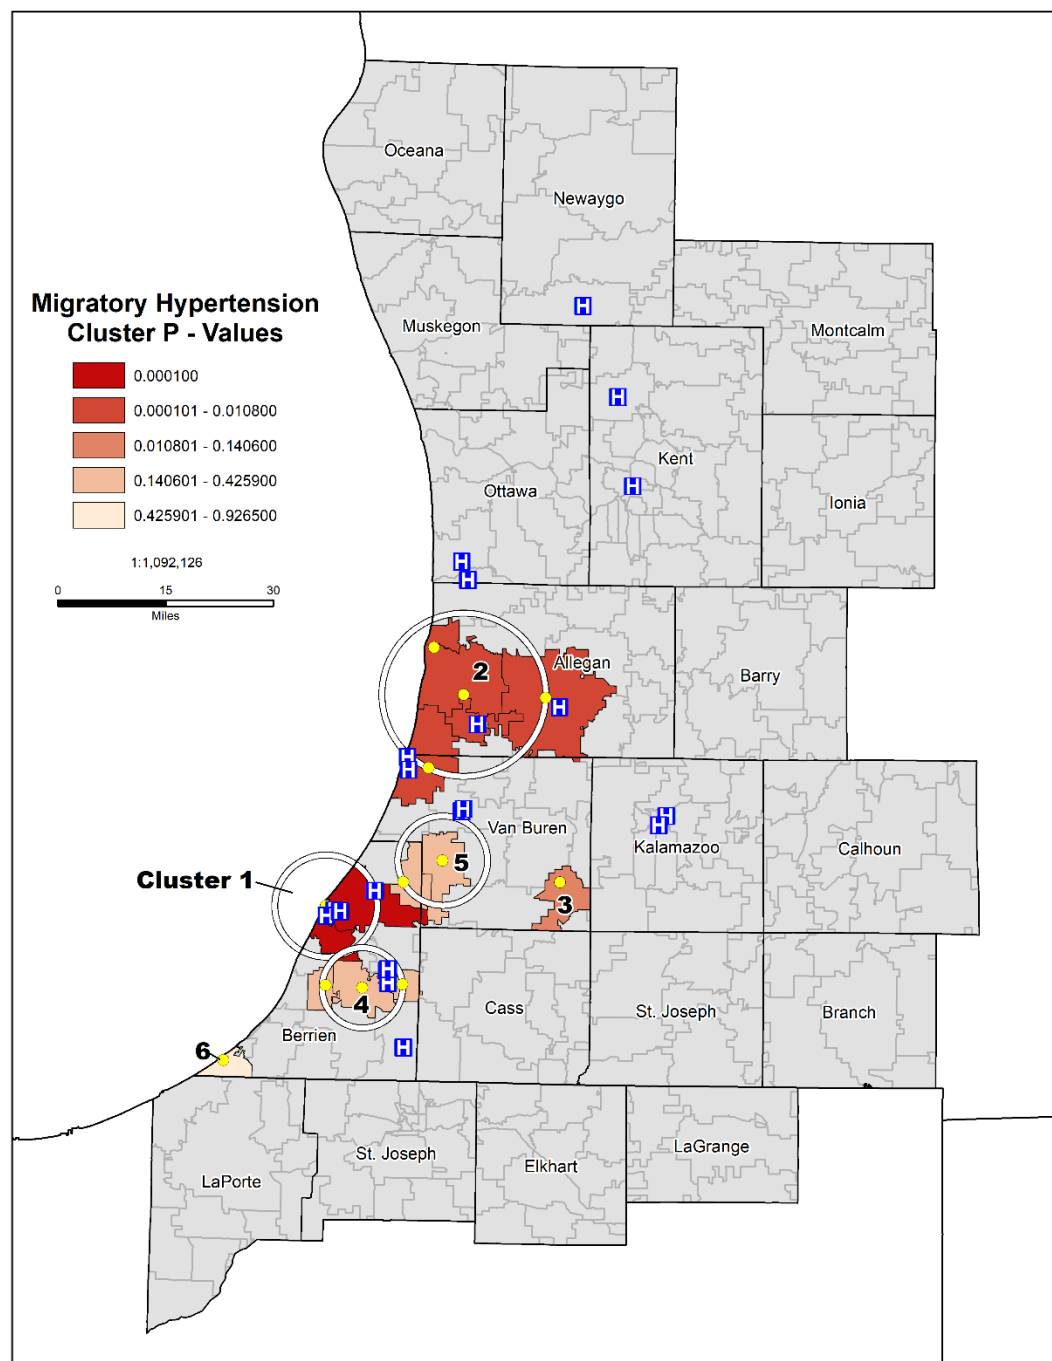 Oceana
Newaygo
Migratory Hypertension
Cluster P - Values
0.000100
0.000101 - 0.010800
0.010801 - 0.140600
0.140601 - 0.425900
0.425901 - 0.926500
1:1,092,126
0 15 30
Miles
H
Muskegon
Montcalm
H
Kent
Ottawa
H
Ionia
H
H
2
Allegan
Barry
H
H
H
H
H
Van Buren
H
H
Kalamazoo
Calhoun
5
Cluster 1
H
H
H
3
H
H
4
Cass
St. Joseph
Branch
Berrien
H
6
LaPorte
St. Joseph
Elkhart
LaGrange